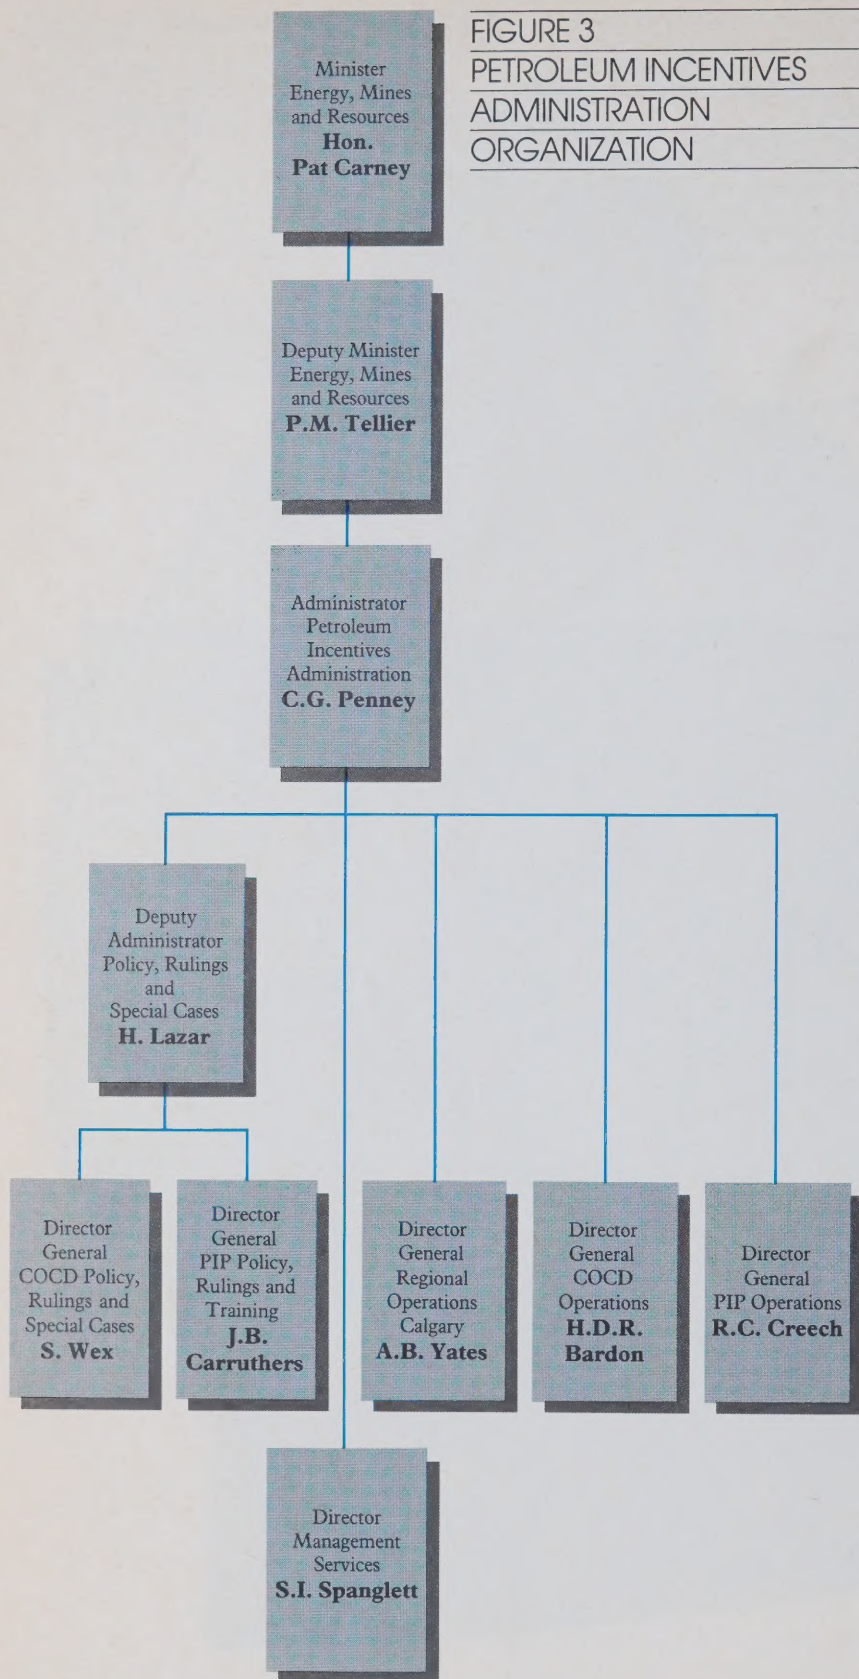 FIGURE 3
PETROLEUM INCENTIVES
ADMINISTRATION
ORGANIZATION
Minister
Energy, Mines
and Resources
Hon.
Pat Carney
Deputy Minister
Energy, Mines
and Resources
P.M. Tellier
Administrator
Petroleum
Incentives
Administration
C.G. Penney
Deputy
Administrator
Policy, Rulings
and
Special Cases
H. Lazar
Director
General
COCD Policy,
Rulings and
Special Cases
S. Wex
Director
General
PIP Policy,
Rulings and
Training
J.B.
Carruthers
Director
General
Regional
Operations
Calgary
A.B. Yates
Director
General
COCD
Operations
H.D.R.
Bardon
Director
General
PIP Operations
R.C. Creech
Director
Management
Services
S.I. Spanglett